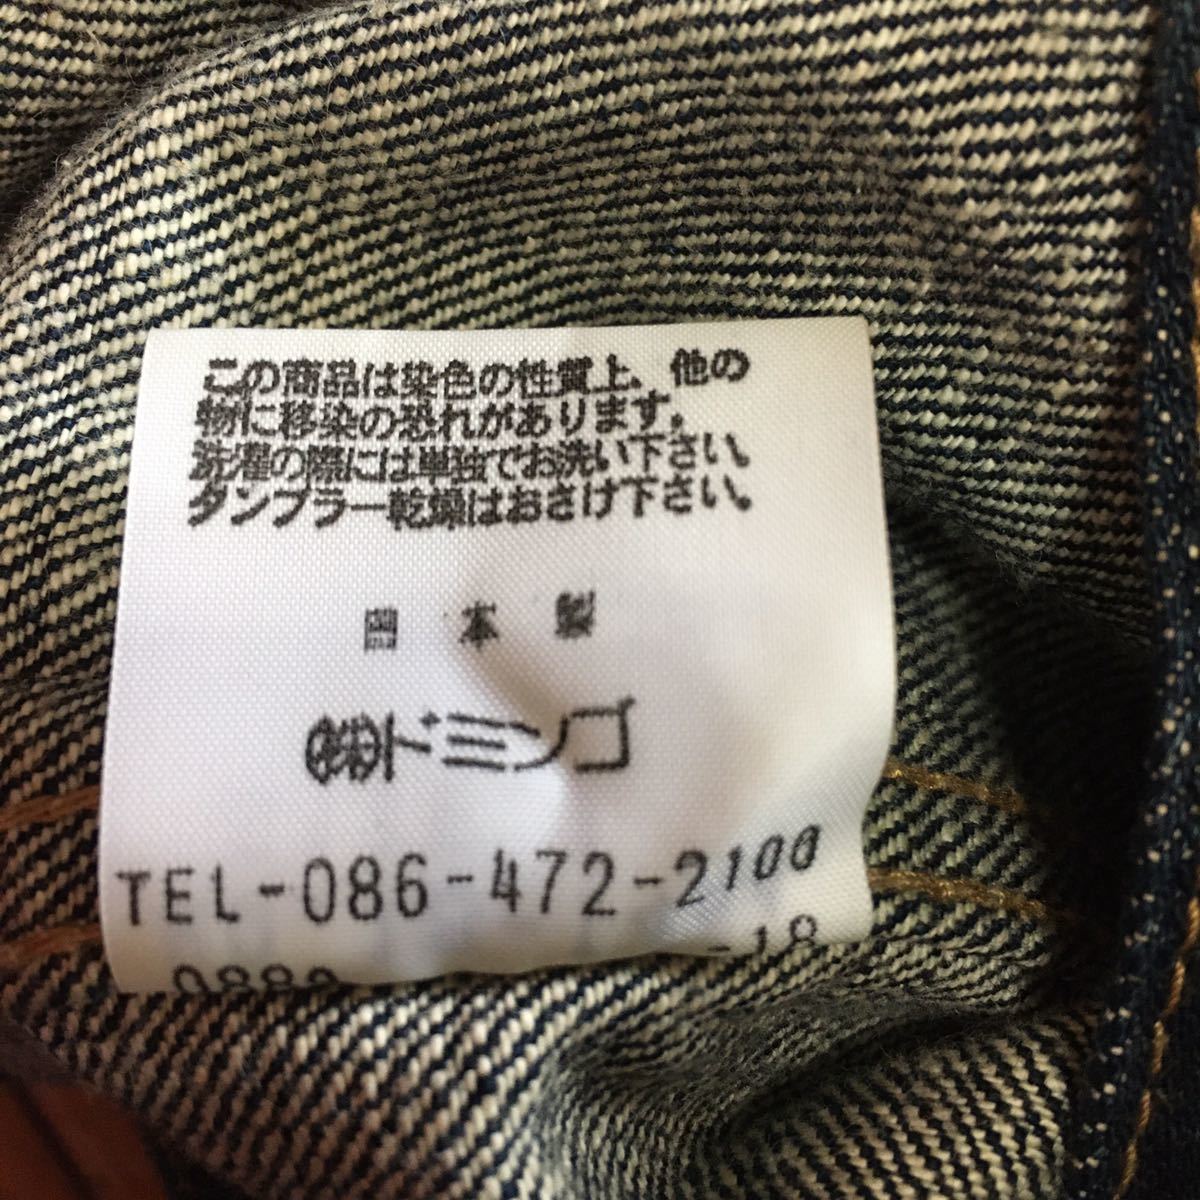 この商品は染色の性質上、他の
物に移染の恐れがあります。
洗濯の際には単独でお洗い下さい。
タンブラー乾燥はおさけ下さい。
日本製
㈱ドミンゴ
TEL-086-472-2100
-18